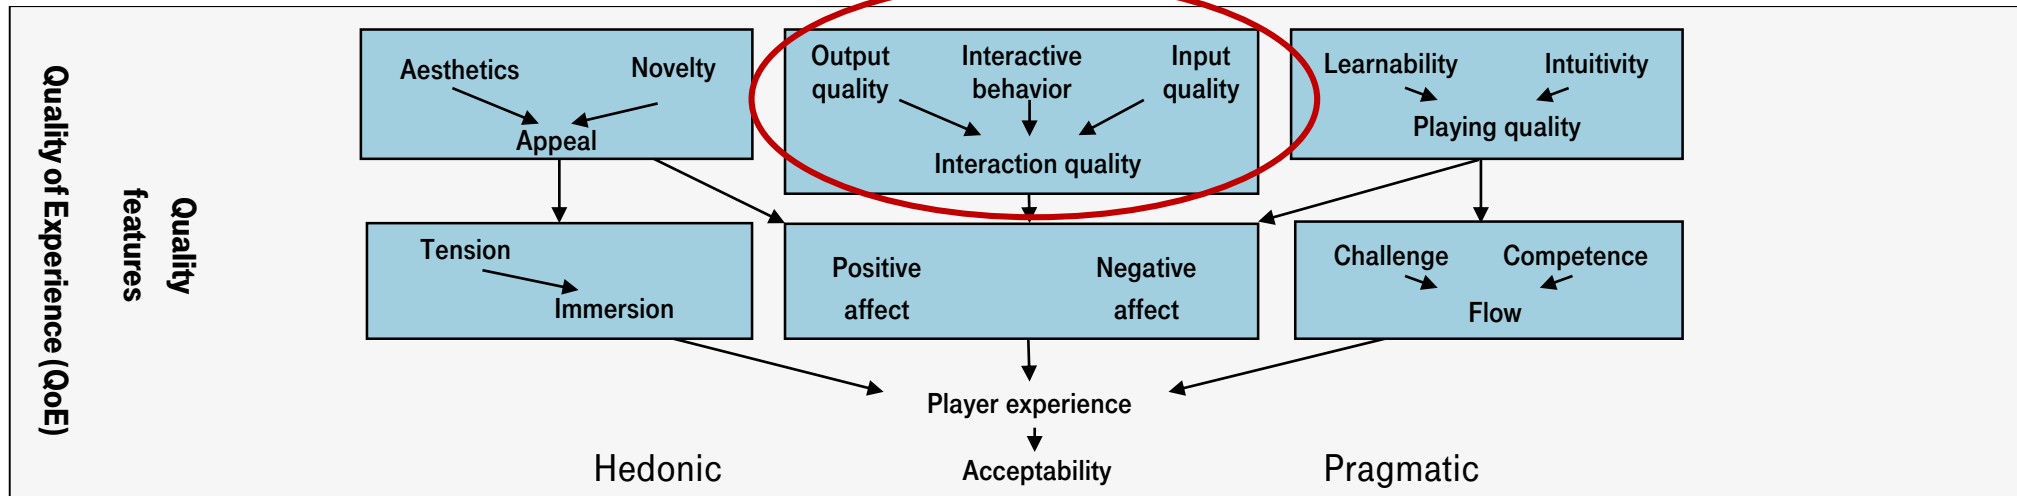 Quality of Experience (QoE)
Quality
features
Aesthetics
Novelty
Appeal
Output
quality
Interactive
behavior
Input
quality
Interaction quality
Learnability
Intuitivity
Playing quality
Tension
Immersion
Positive
affect
Negative
affect
Challenge
Competence
Flow
Player experience
Hedonic
Acceptability
Pragmatic